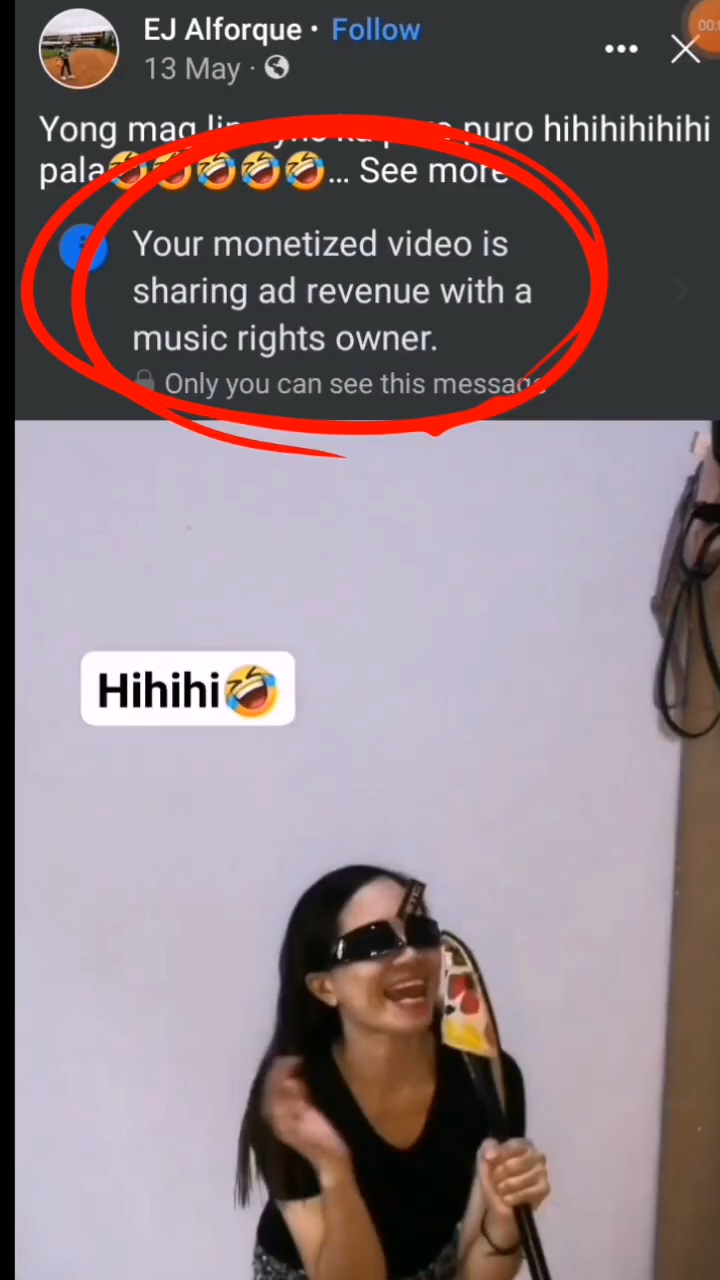 EJ Alforque · Follow
13 May ·
Yong mag puro hihihihihihi
pala🤣🤣🤣🤣🤣... See more
Your monetized video is
sharing ad revenue with a
music rights owner.
Only you can see this message
Hihihi🤣